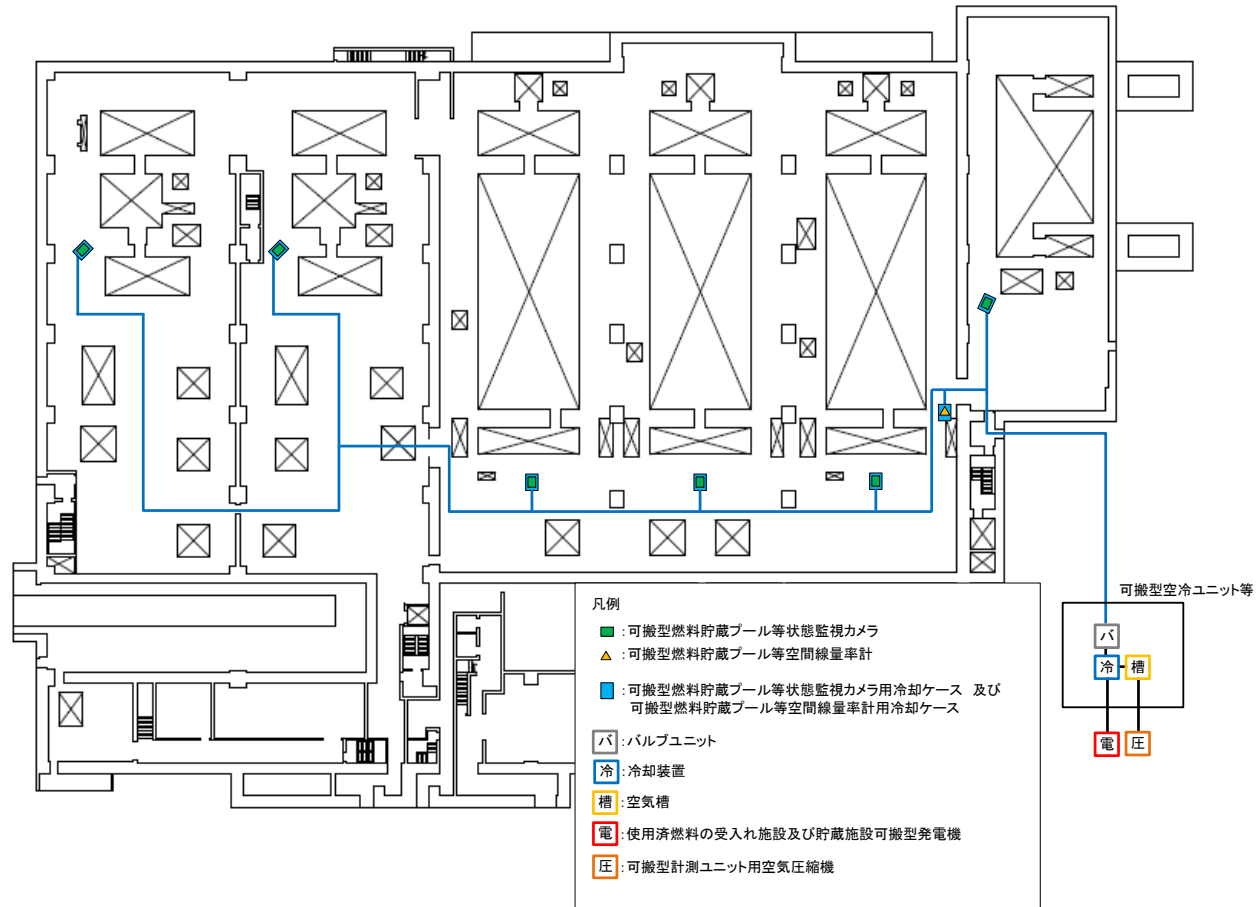 可搬型空冷ユニット等
バ
冷
槽
電
圧
凡例
：可搬型燃料貯蔵プール等状態監視カメラ
：可搬型燃料貯蔵プール等空間線量率計
：可搬型燃料貯蔵プール等状態監視カメラ用冷却ケース 及び
可搬型燃料貯蔵プール等空間線量率計用冷却ケース
バ：バルブユニット
冷：冷却装置
槽：空気槽
電：使用済燃料の受入れ施設及び貯蔵施設可搬型発電機
圧：可搬型計測ユニット用空気圧縮機